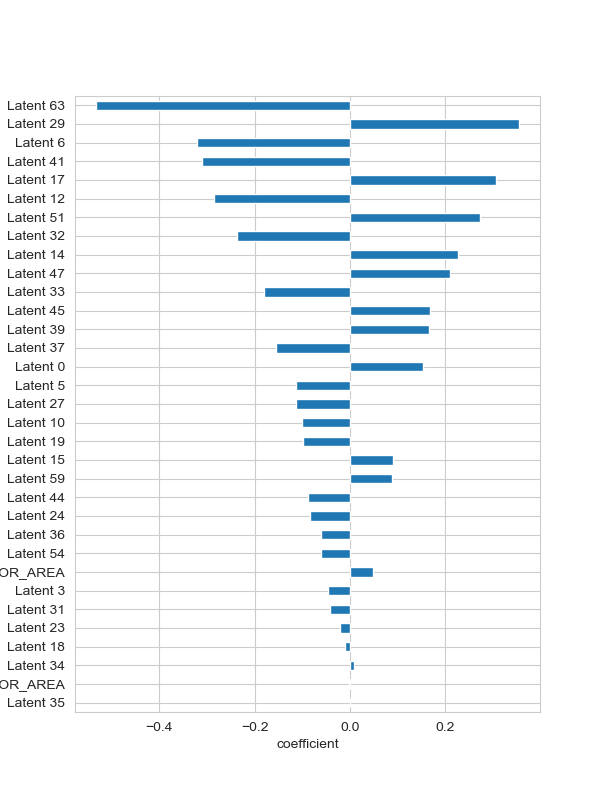 Latent 63
Latent 29
Latent 6
Latent 41
Latent 17
Latent 12
Latent 51
Latent 32
Latent 14
Latent 47
Latent 33
Latent 45
Latent 39
Latent 37
Latent 0
Latent 5
Latent 27
Latent 10
Latent 19
Latent 15
Latent 59
Latent 44
Latent 24
Latent 36
Latent 54
OR_AREA
Latent 3
Latent 31
Latent 23
Latent 18
Latent 34
OR_AREA
Latent 35
−0.4 −0.2 0.0 0.2
coefficient